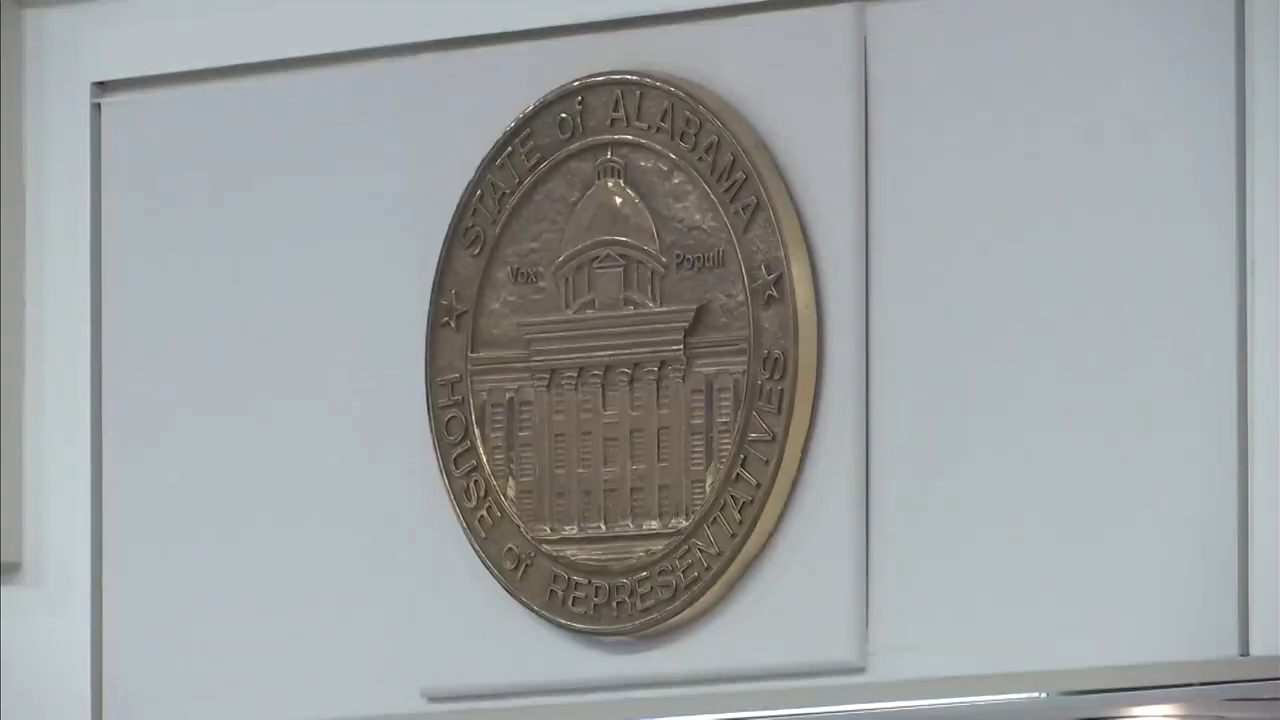 STATE of ALABAMA
Vox Populi
HOUSE of REPRESENTATIVES